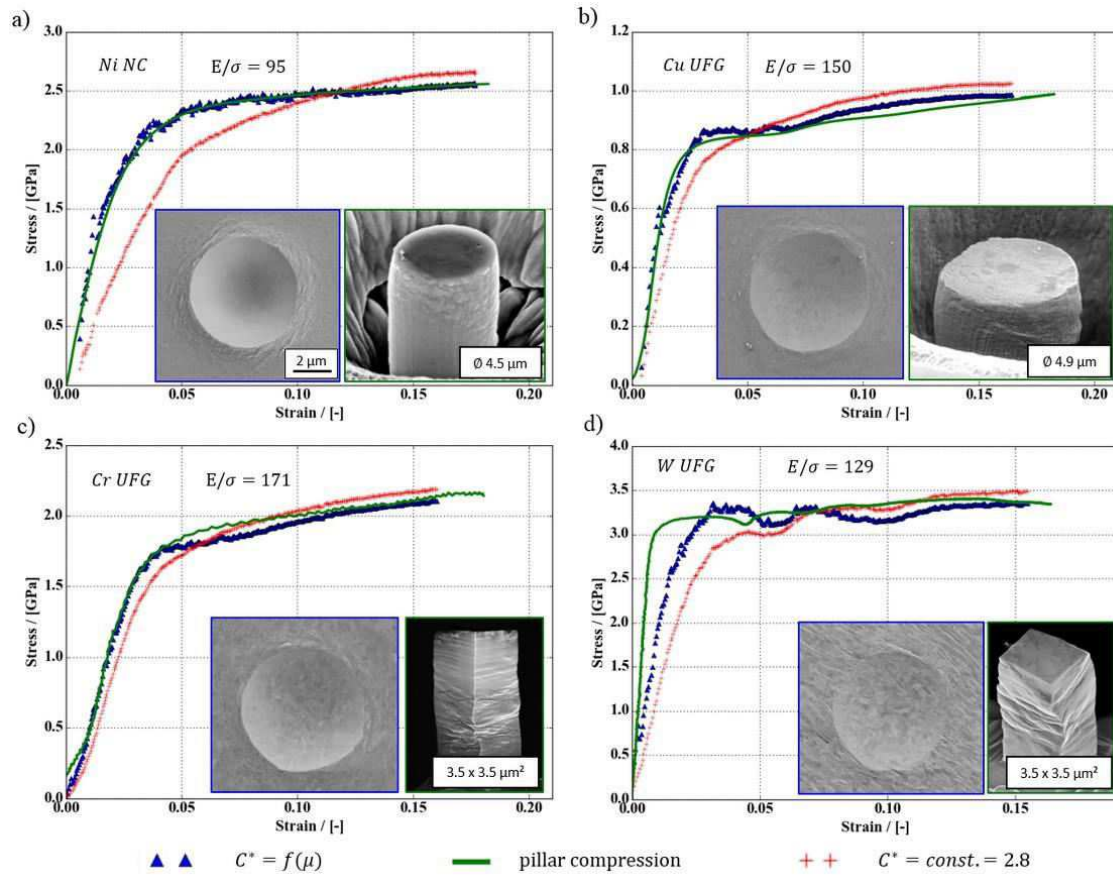 a)
Ni NC
E/σ = 95
3.0
2.5
2.0
1.5
1.0
0.5
0.0
Stress / [GPa]
2 μm
Ø 4.5 μm
0.00 0.05 0.10 0.15 0.20
Strain / [-]
b)
Cu UFG
E/σ = 150
1.2
1.0
0.8
0.6
0.4
0.2
0.0
Stress / [GPa]
Ø 4.9 μm
0.00 0.05 0.10 0.15 0.20
Strain / [-]
c)
Cr UFG
E/σ = 171
2.5
2.0
1.5
1.0
0.5
0.0
Stress / [GPa]
3.5 x 3.5 μm²
0.00 0.05 0.10 0.15 0.20
Strain / [-]
d)
W UFG
E/σ = 129
4.0
3.5
3.0
2.5
2.0
1.5
1.0
0.5
0.0
Stress / [GPa]
3.5 x 3.5 μm²
0.00 0.05 0.10 0.15
Strain / [-]
C* = f(μ)
pillar compression
C* = const. = 2.8